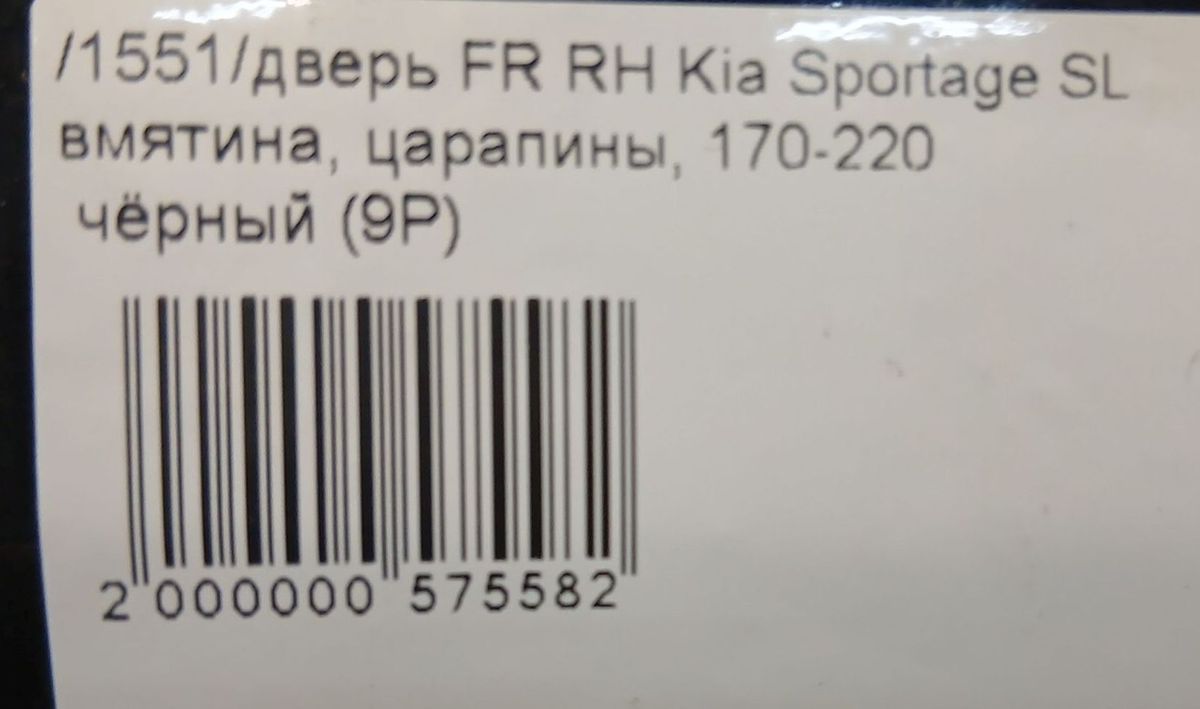 /1551/дверь FR RH Kia Sportage SL
вмятина, царапины, 170-220
чёрный (9P)
2 000000 575582